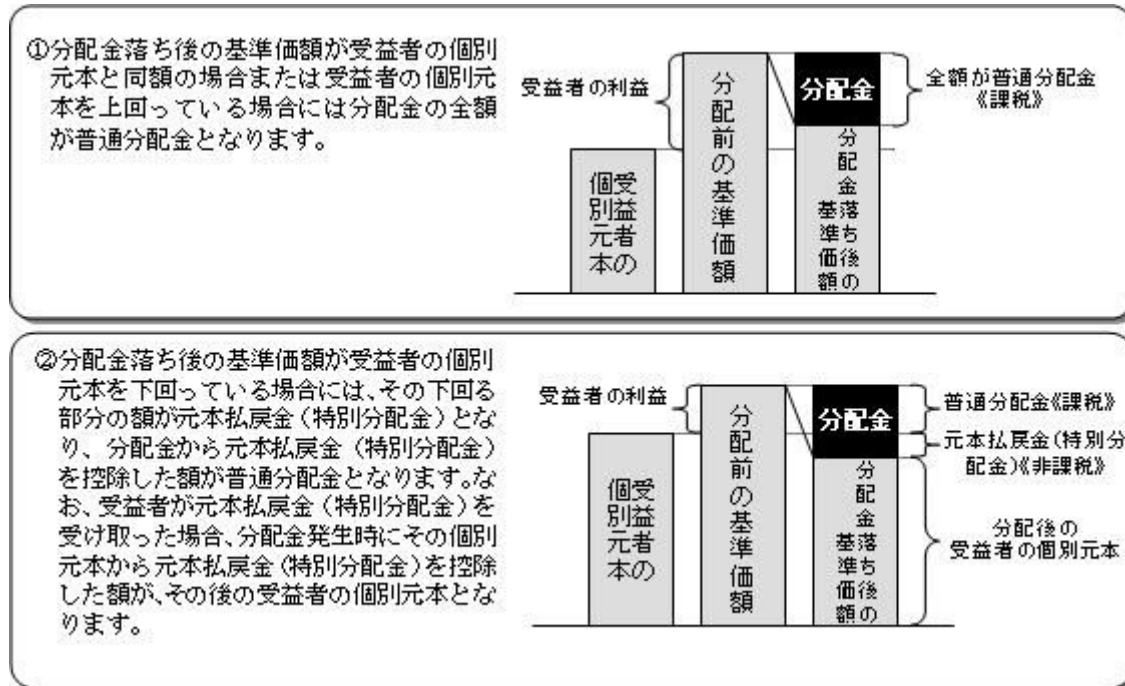 ①分配金落ち後の基準価額が受益者の個別
元本と同額の場合または受益者の個別元
本を上回っている場合には分配金の全額
が普通分配金となります。
受益者の利益
受益者の
個別元本
分配前の基準価額
分配金
分配金落ち後の
基準価額
全額が普通分配金
《課税》
②分配金落ち後の基準価額が受益者の個別
元本を下回っている場合には、その下回る
部分の額が元本払戻金(特別分配金)とな
り、分配金から元本払戻金(特別分配金)
を控除した額が普通分配金となります。な
お、受益者が元本払戻金(特別分配金)を
受け取った場合、分配金発生時にその個別
元本から元本払戻金(特別分配金)を控除
した額が、その後の受益者の個別元本とな
ります。
受益者の利益
受益者の
個別元本
分配前の基準価額
分配金
分配金落ち後の
基準価額
普通分配金《課税》
元本払戻金(特別分
配金)《非課税》
分配後の
受益者の個別元本